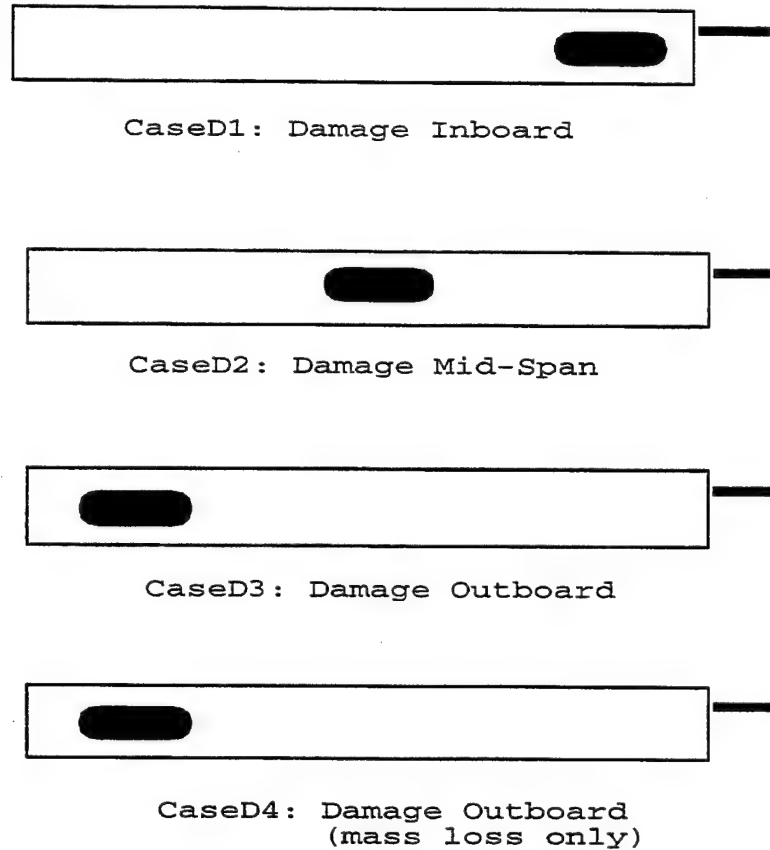 CaseD1: Damage Inboard
CaseD2: Damage Mid-Span
CaseD3: Damage Outboard
CaseD4: Damage Outboard
(mass loss only)